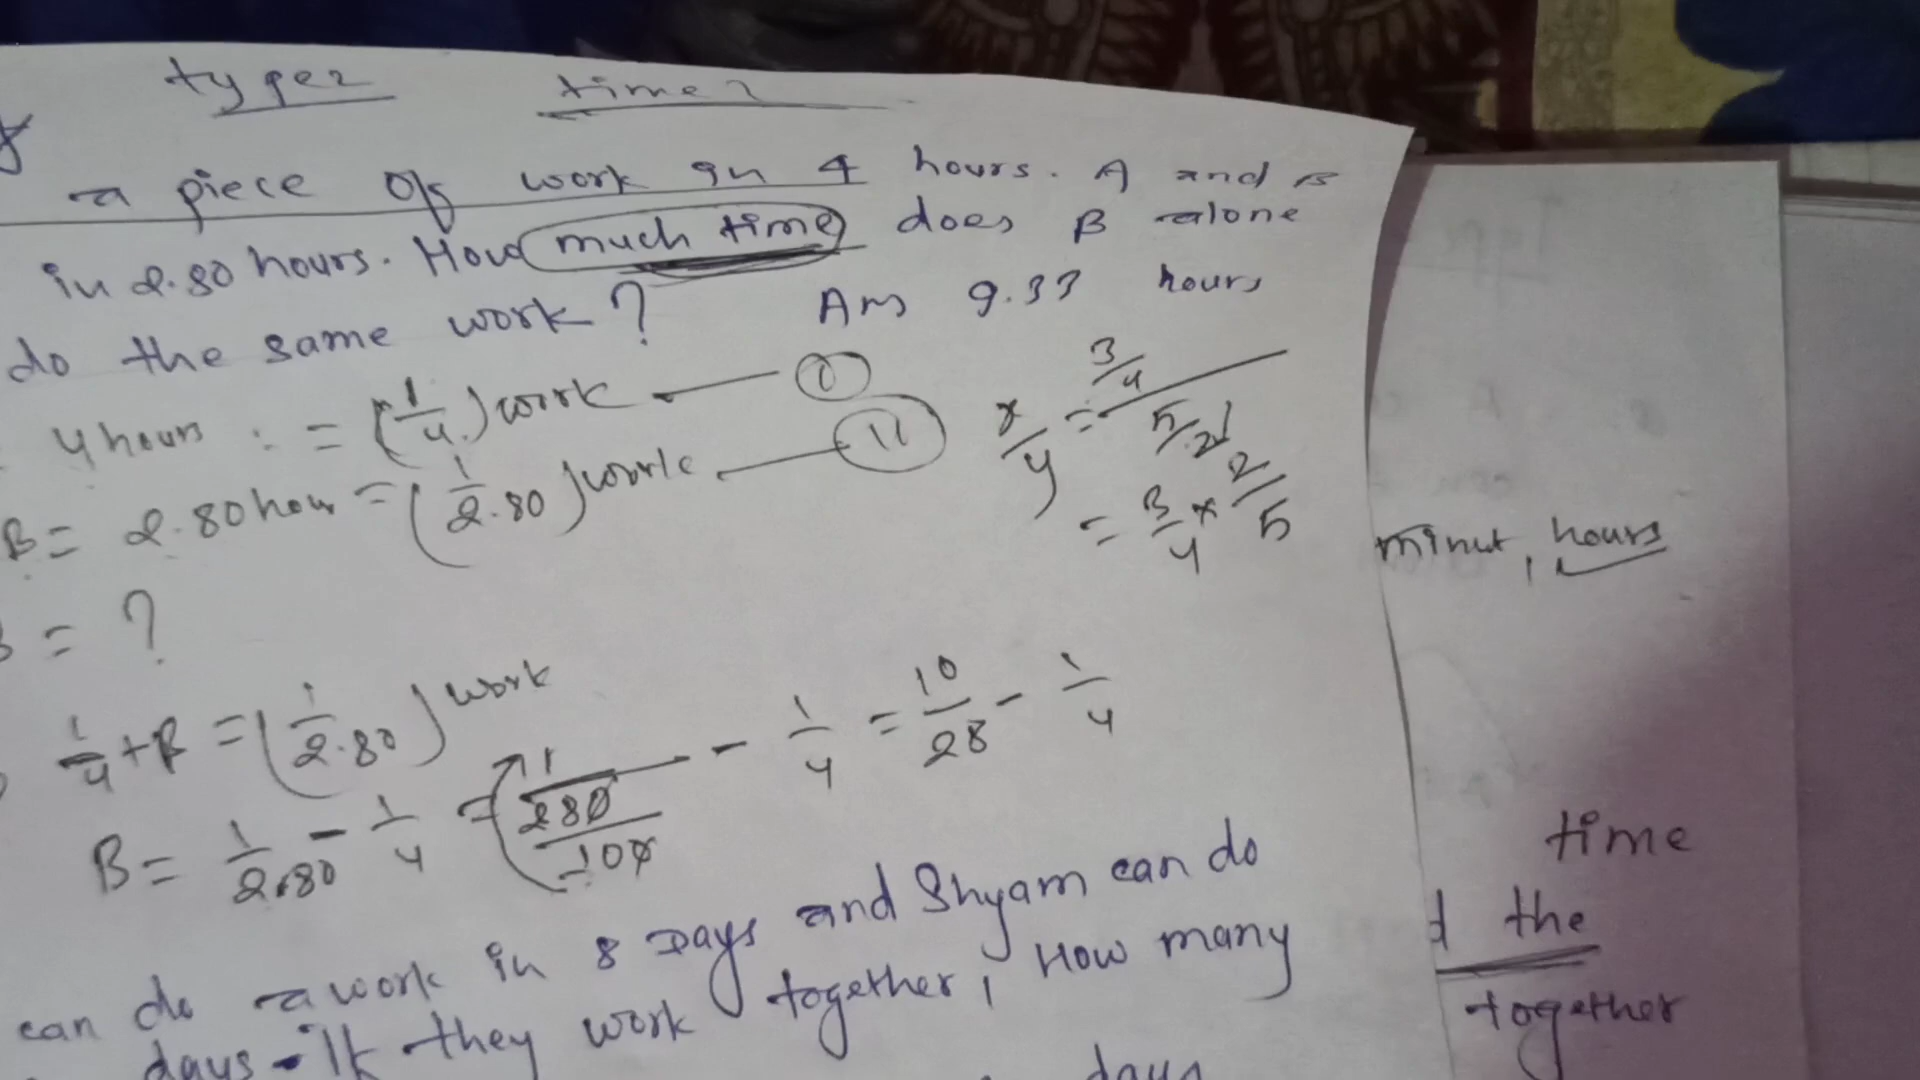 type2 time?
a piece of work in 4 hours. A and B
in 2.80 hours. How much time does B alone
do the same work? Ans 9.33 hours
4 hours = (1/4) work — (i)
B = 2.80 hour = (1/2.80) work — (ii)
x/y = 3/4 / 5/2
= 3/4 × 2/5
= ?
1/4 + B = (1/2.80) work
B = 1/2.80 - 1/4 = (1/280/100 - 1/4 = 10/28 - 1/4
can do a work in 8 Days and Shyam can do
days. If they work together, How many
days
minut, hours
time
the
together